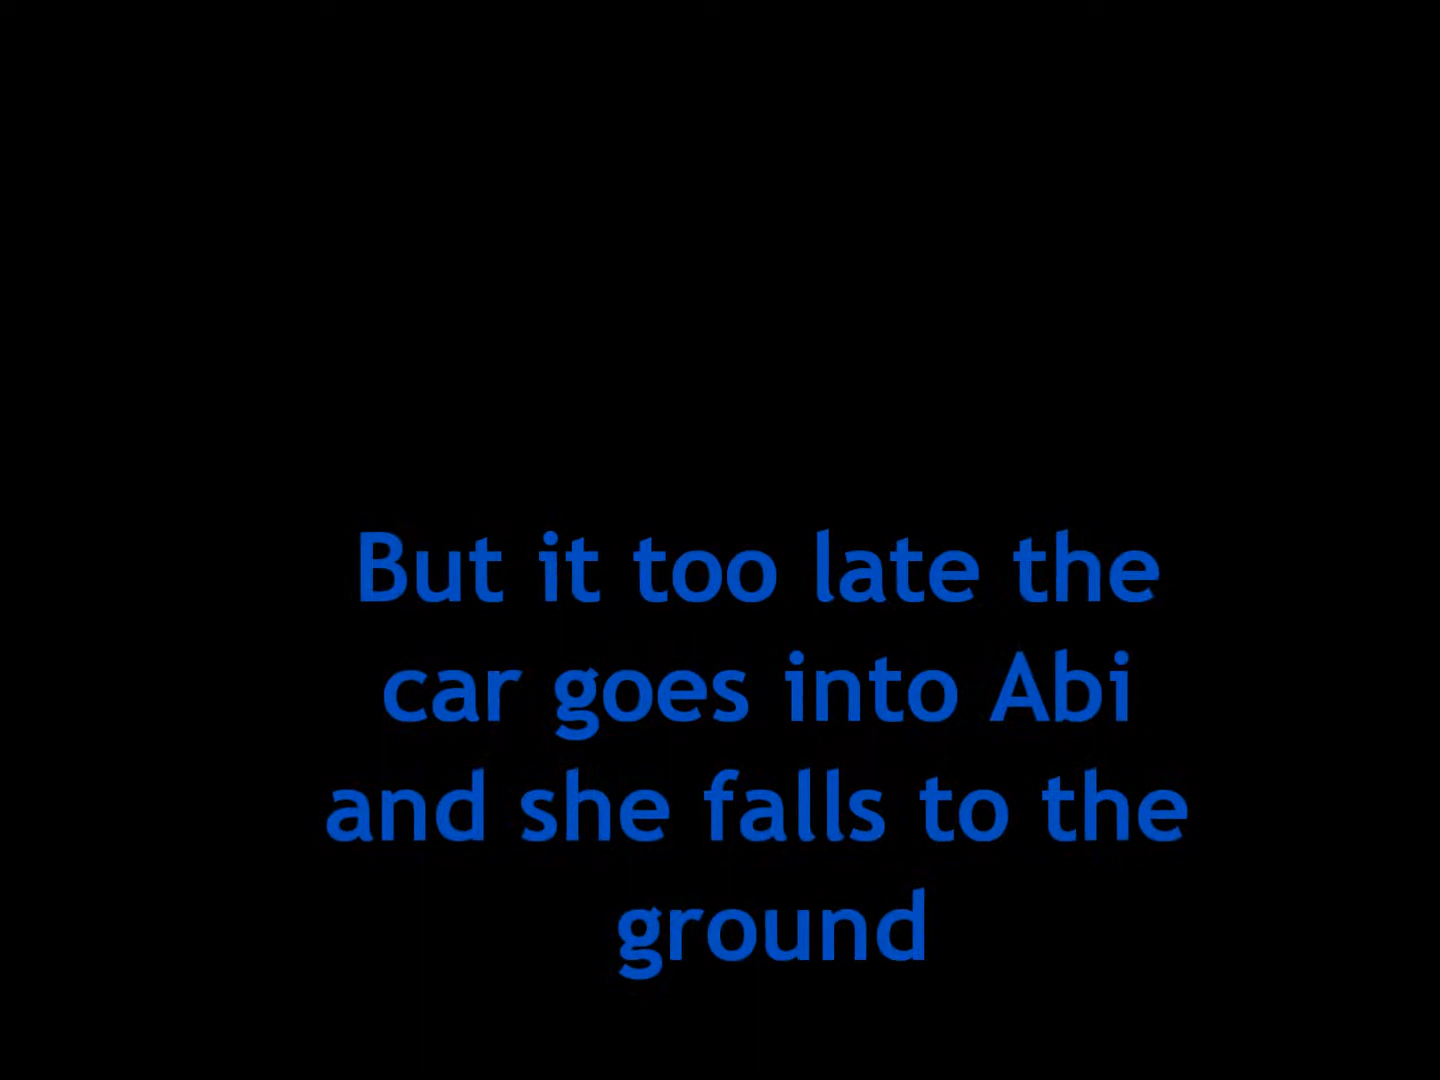 But it too late the
car goes into Abi
and she falls to the
ground